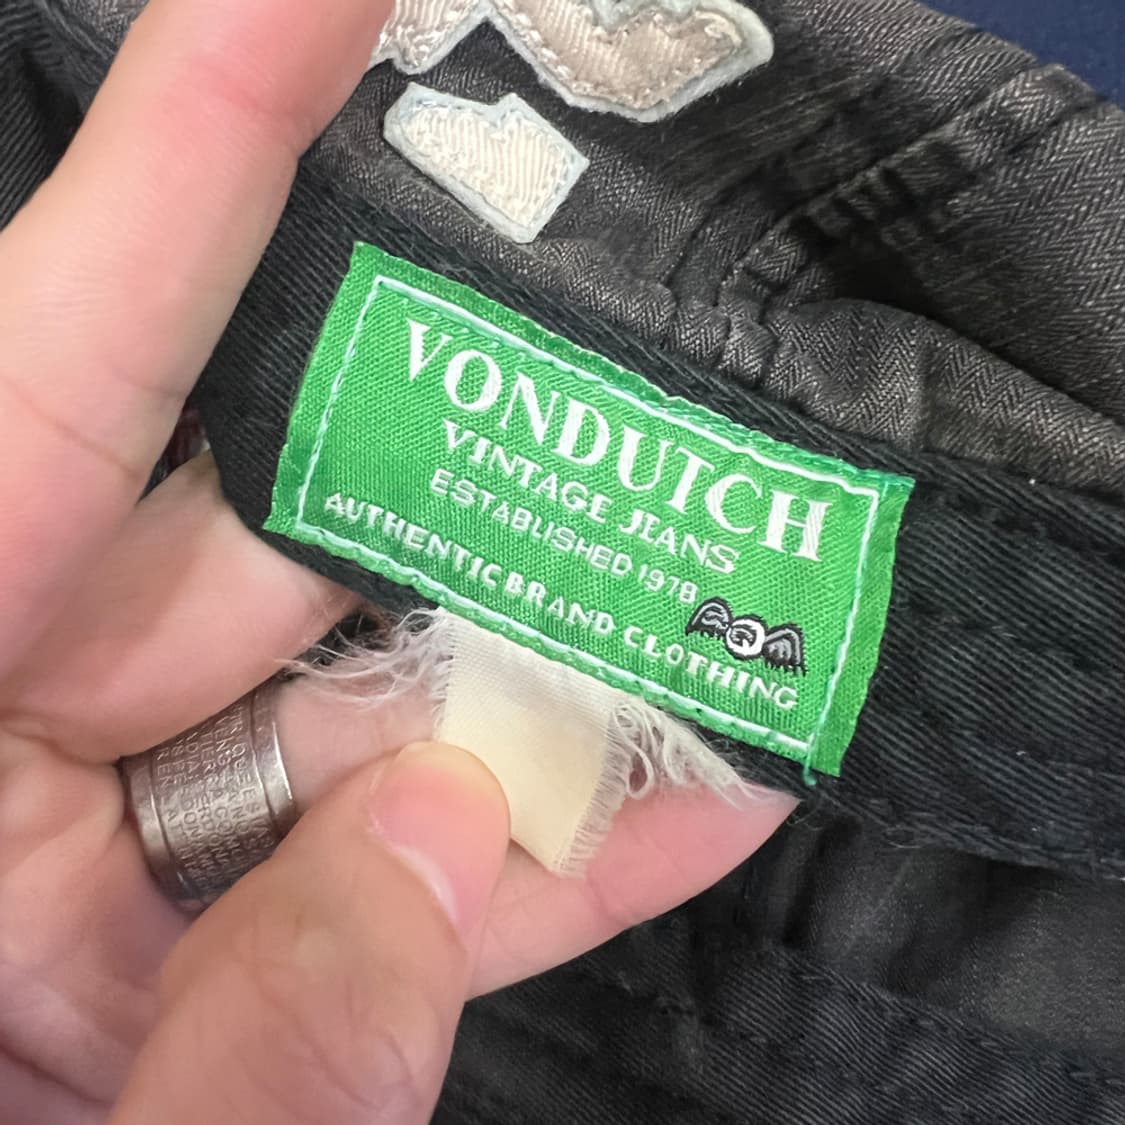 VONDUTCH
VINTAGE JEANS
ESTABLISHED 1978
AUTHENTIC BRAND CLOTHING